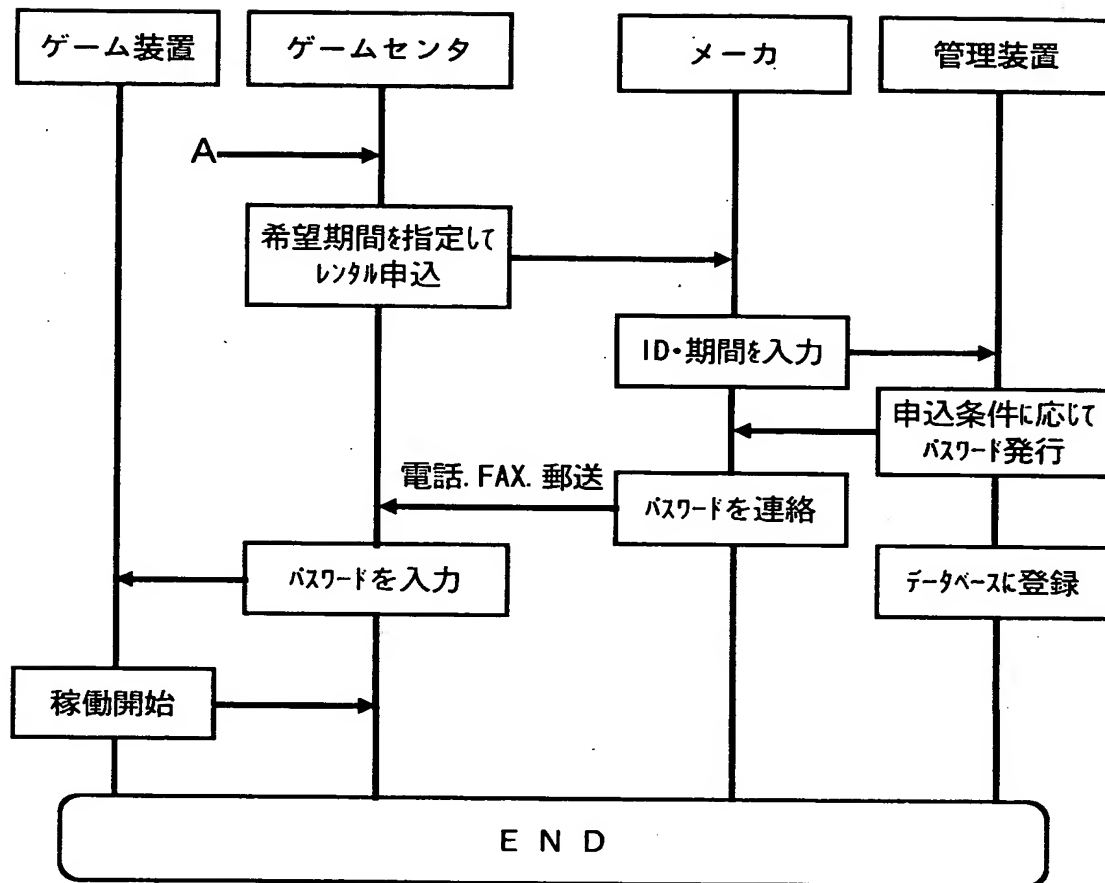 ゲーム装置
ゲームセンタ
メーカ
管理装置
A
希望期間を指定して
レンタル申込
ID・期間を入力
申込条件に応じて
パスワード発行
電話. FAX. 郵送
パスワードを連絡
パスワードを入力
データベースに登録
稼働開始
END